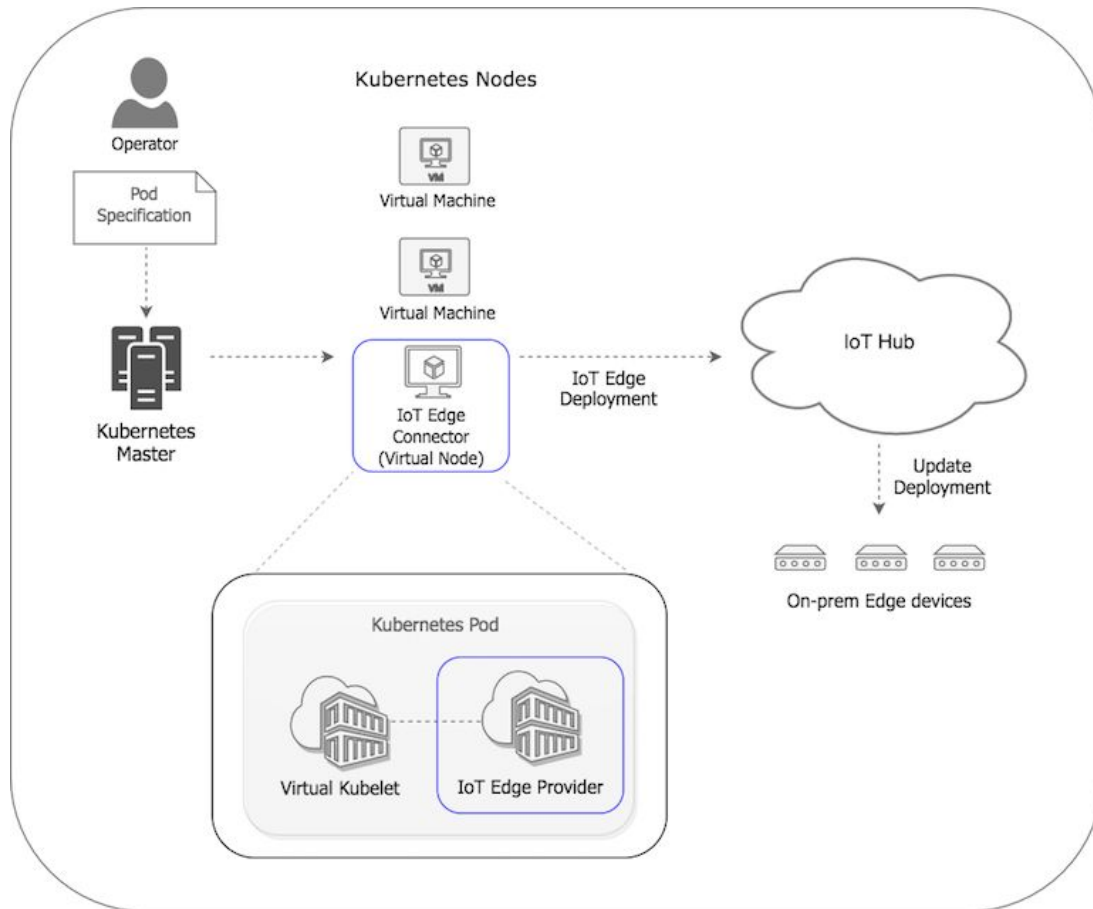 Kubernetes Nodes
Operator
Pod
Specification
VM
Virtual Machine
VM
Virtual Machine
Kubernetes
Master
IoT Edge
Connector
(Virtual Node)
IoT Edge
Deployment
IoT Hub
Update
Deployment
On-prem Edge devices
Kubernetes Pod
Virtual Kubelet
IoT Edge Provider